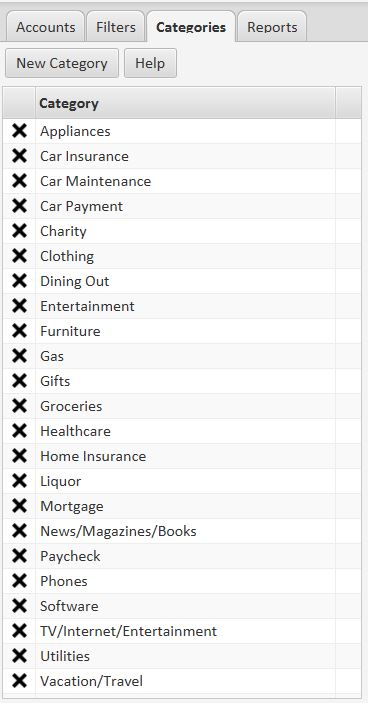 Accounts Filters Categories Reports
New Category Help
Category
Appliances
Car Insurance
Car Maintenance
Car Payment
Charity
Clothing
Dining Out
Entertainment
Furniture
Gas
Gifts
Groceries
Healthcare
Home Insurance
Liquor
Mortgage
News/Magazines/Books
Paycheck
Phones
Software
TV/Internet/Entertainment
Utilities
Vacation/Travel